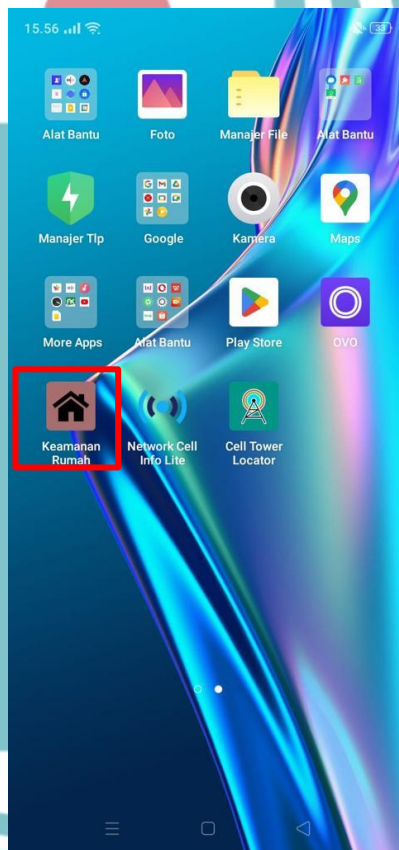 15.56
33
Alat Bantu
Foto
Manajer File
Alat Bantu
Manajer Tlp
Google
Kamera
Maps
More Apps
Alat Bantu
Play Store
OVO
Keamanan
Rumah
Network Cell
Info Lite
Cell Tower
Locator